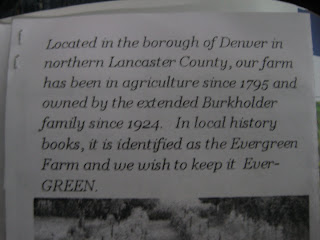 Located in the borough of Denver in
northern Lancaster County, our farm
has been in agriculture since 1795 and
owned by the extended Burkholder
family since 1924. In local history
books, it is identified as the Evergreen
Farm and we wish to keep it Ever-
GREEN.